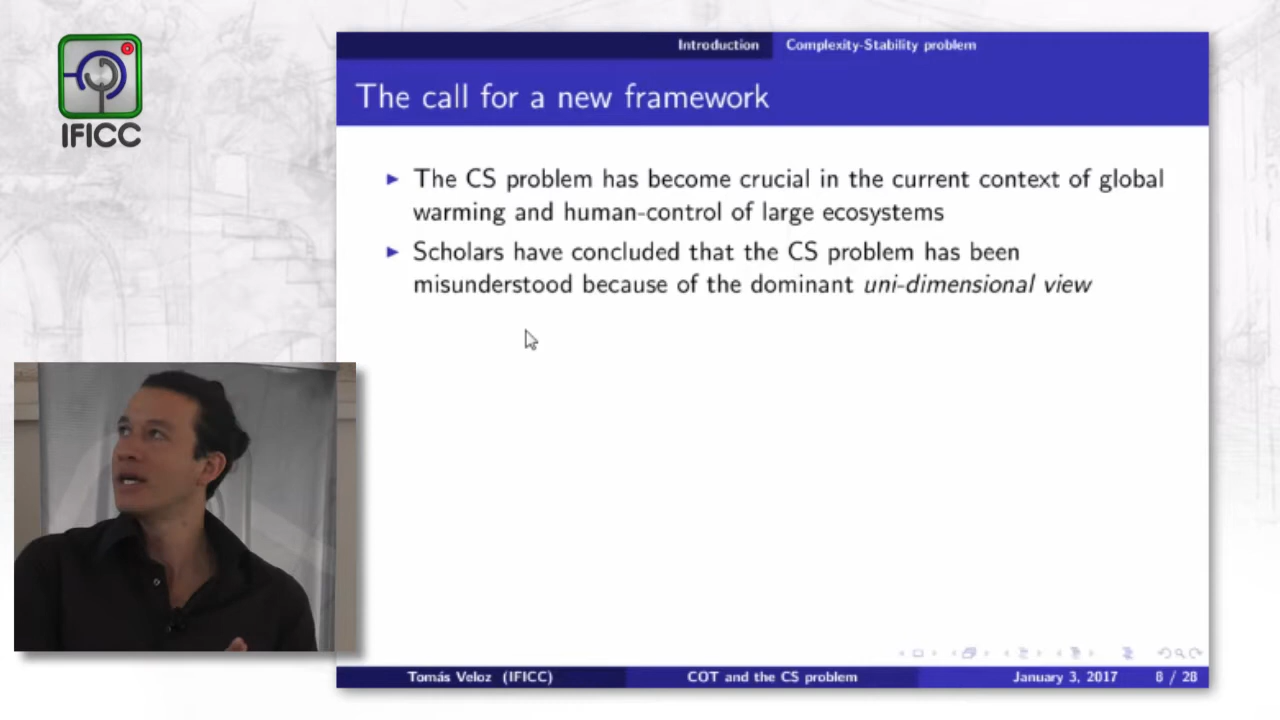 IFICC
Introduction Complexity-Stability problem
The call for a new framework
The CS problem has become crucial in the current context of global
warming and human-control of large ecosystems
Scholars have concluded that the CS problem has been
misunderstood because of the dominant uni-dimensional view
Tomás Veloz (IFICC) COT and the CS problem January 3, 2017 8 / 28